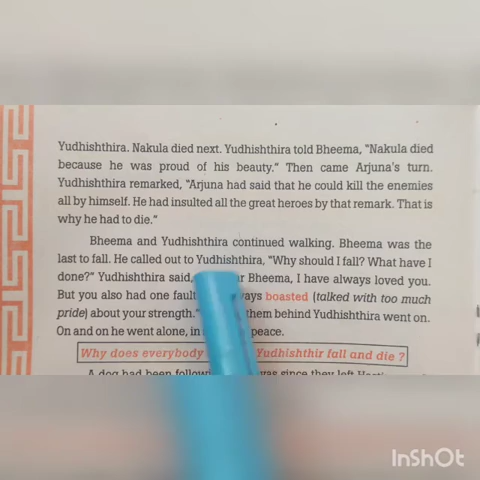 Yudhishthira. Nakula died next. Yudhishthira told Bheema, "Nakula died
because he was proud of his beauty." Then came Arjuna's turn.
Yudhishthira remarked, "Arjuna had said that he could kill the enemies
all by himself. He had insulted all the great heroes by that remark. That is
why he had to die."
Bheema and Yudhishthira continued walking. Bheema was the
last to fall. He called out to Yudhishthira, "Why should I fall? What have I
done?" Yudhishthira said, Bheema, I have always loved you.
But you also had one fault boasted (talked with too much
pride) about your strength." them behind Yudhishthira went on.
On and on he went alone, in peace.
Why does everybody Yudhishthir fall and die ?
A dog had been was since they left
InShOt